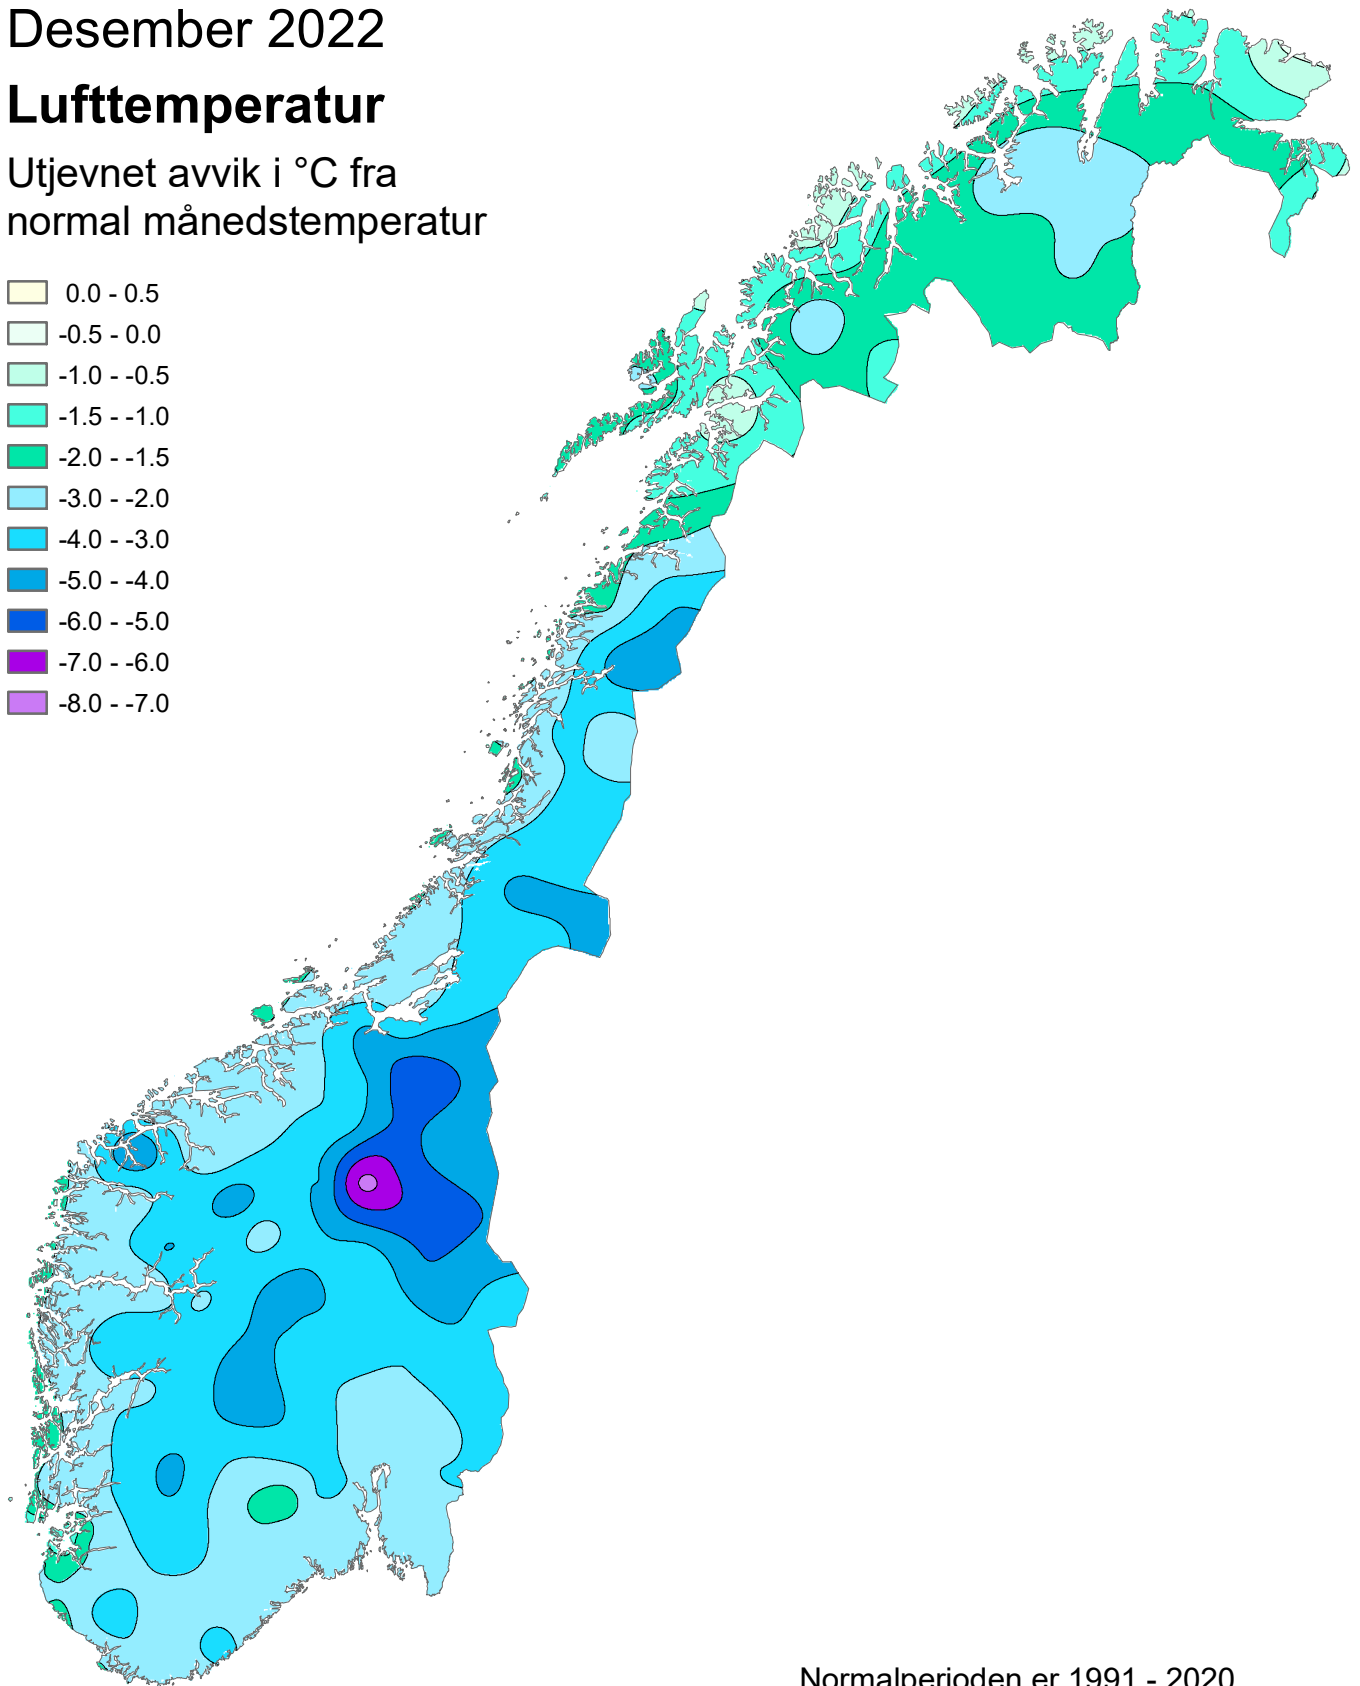 Desember 2022
Lufttemperatur
Utjevnet avvik i °C fra
normal månedstemperatur
0.0 - 0.5
-0.5 - 0.0
-1.0 - -0.5
-1.5 - -1.0
-2.0 - -1.5
-3.0 - -2.0
-4.0 - -3.0
-5.0 - -4.0
-6.0 - -5.0
-7.0 - -6.0
-8.0 - -7.0
Normalperioden er 1991 - 2020